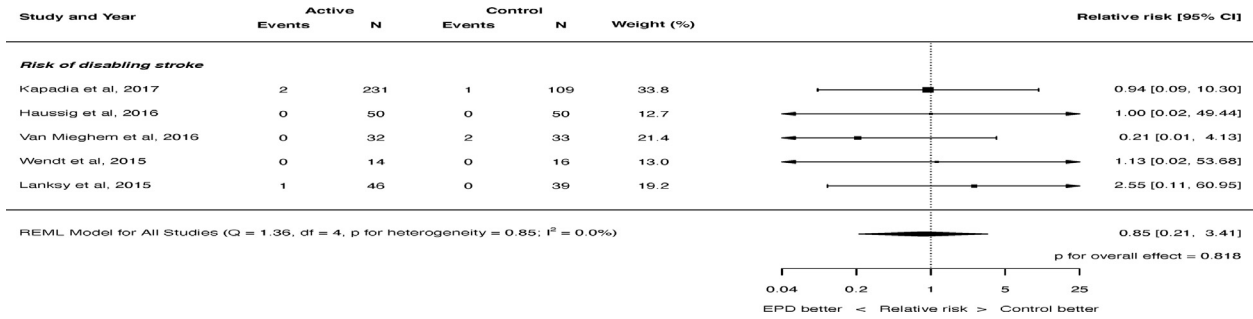 Active Control
Study and Year Events N Events N Weight (%) Relative risk [95% CI]
Risk of disabling stroke
Kapadia et al, 2017 2 231 1 109 33.8 0.94 [0.09, 10.30]
Haussig et al, 2016 0 50 0 50 12.7 1.00 [0.02, 49.44]
Van Mieghem et al, 2016 0 32 2 33 21.4 0.21 [0.01, 4.13]
Wendt et al, 2015 0 14 0 16 13.0 1.13 [0.02, 53.68]
Lanksy et al, 2015 1 46 0 39 19.2 2.55 [0.11, 60.95]
REML Model for All Studies (Q = 1.36, df = 4, p for heterogeneity = 0.85; I² = 0.0%) 0.85 [0.21, 3.41]
p for overall effect = 0.818
0.04 0.2 1 5 25
EPD better < Relative risk > Control better